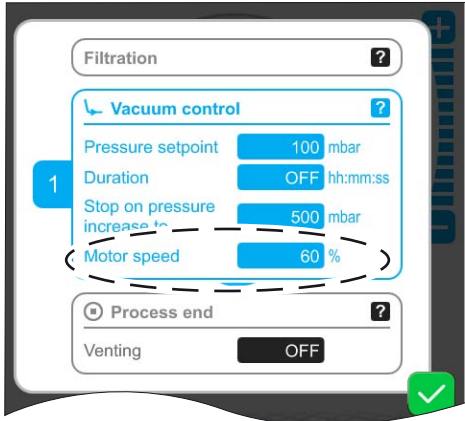 Filtration ?
Vacuum control ?
1
Pressure setpoint 100 mbar
Duration OFF hh:mm:ss
Stop on pressure
increase to 500 mbar
Motor speed 60 %
Process end ?
Venting OFF